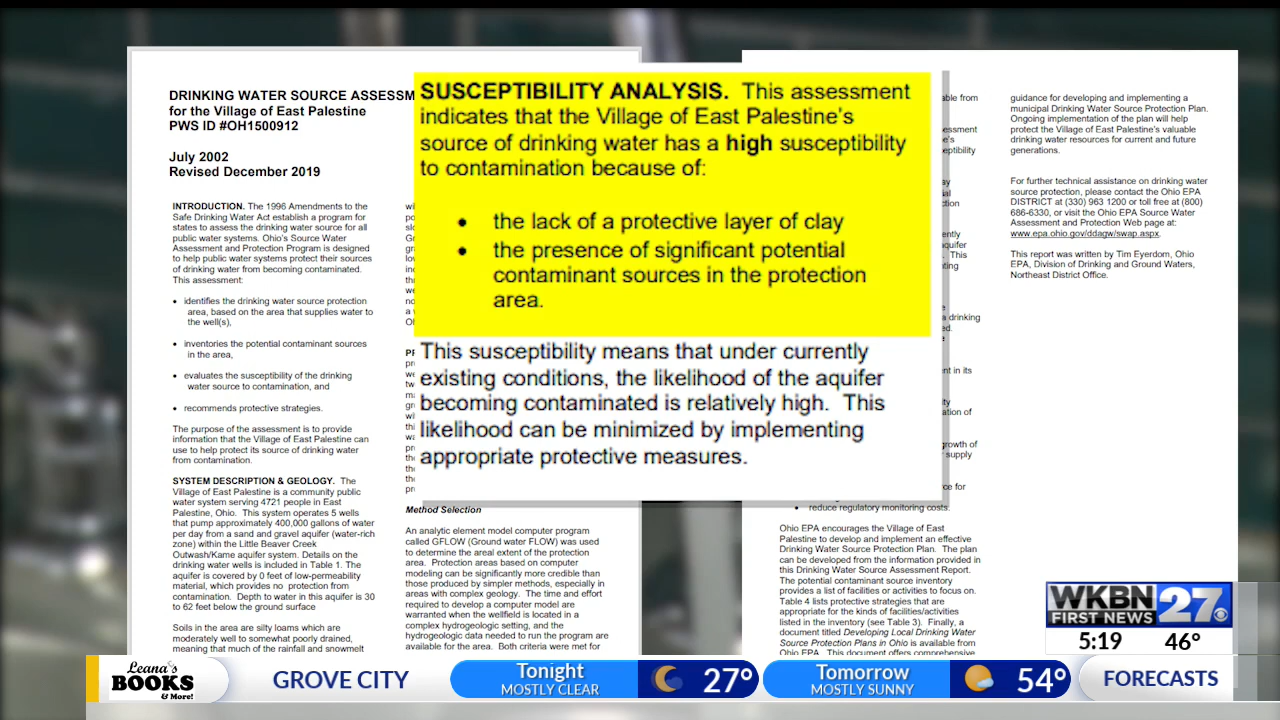 DRINKING WATER SOURCE ASSESSM
for the Village of East Palestine
PWS ID #OH1500912
July 2002
Revised December 2019
INTRODUCTION. The 1996 Amendments to the
Safe Drinking Water Act establish a program for
states to assess the drinking water source for all
public water systems. Ohio's Source Water
Assessment and Protection Program is designed
to help public water systems protect their sources
of drinking water from becoming contaminated.
This assessment:
• identifies the drinking water source protection
area, based on the area that supplies water to
the well(s),
• inventories the potential contaminant sources
in the area,
• evaluates the susceptibility of the drinking
water source to contamination, and
• recommends protective strategies.
The purpose of the assessment is to provide
information that the Village of East Palestine can
use to help protect its source of drinking water
from contamination.
SYSTEM DESCRIPTION & GEOLOGY. The
Village of East Palestine is a community public
water system serving 4721 people in East
Palestine, Ohio. This system operates 5 wells
that pump approximately 400,000 gallons of water
per day from a sand and gravel aquifer (water-rich
zone) within the Little Beaver Creek
Outwash/Kame aquifer system. Details on the
drinking water wells is included in Table 1. The
aquifer is covered by 0 feet of low-permeability
material, which provides no protection from
contamination. Depth to water in this aquifer is 30
to 62 feet below the ground surface
Soils in the area are silty loams which are
moderately well to somewhat poorly drained,
meaning that much of the rainfall and snowmelt
SUSCEPTIBILITY ANALYSIS. This assessment
indicates that the Village of East Palestine's
source of drinking water has a high susceptibility
to contamination because of:
• the lack of a protective layer of clay
• the presence of significant potential
contaminant sources in the protection
area.
This susceptibility means that under currently
existing conditions, the likelihood of the aquifer
becoming contaminated is relatively high. This
likelihood can be minimized by implementing
appropriate protective measures.
Method Selection
An analytic element model computer program
called GFLOW (Ground water FLOW) was used
to determine the areal extent of the protection
area. Protection areas based on computer
modeling can be significantly more credible than
those produced by simpler methods, especially in
areas with complex geology. The time and effort
required to develop a computer model are
warranted when the wellfield is located in a
complex hydrogeologic setting, and the
hydrogeologic data needed to run the program are
available for the area. Both criteria were met for
• reduce regulatory monitoring costs.
Ohio EPA encourages the Village of East
Palestine to develop and implement an effective
Drinking Water Source Protection Plan. The plan
can be developed from the information provided in
this Drinking Water Source Assessment Report.
The potential contaminant source inventory
provides a list of facilities or activities to focus on.
Table 4 lists protective strategies that are
appropriate for the kinds of facilities/activities
listed in the inventory (see Table 3). Finally, a
document titled Developing Local Drinking Water
Source Protection Plans in Ohio is available from
Ohio EPA. This document offers comprehensive
guidance for developing and implementing a
municipal Drinking Water Source Protection Plan.
Ongoing implementation of the plan will help
protect the Village of East Palestine's valuable
drinking water resources for current and future
generations.
For further technical assistance on drinking water
source protection, please contact the Ohio EPA
DISTRICT at (330) 963 1200 or toll free at (800)
686-6330, or visit the Ohio EPA Source Water
Assessment and Protection Web page at:
www.epa.ohio.gov/ddagw/swap.aspx.
This report was written by Tim Eyerdom, Ohio
EPA, Division of Drinking and Ground Waters,
Northeast District Office.
WKBN 27
FIRST NEWS
5:19 46°
Leana's
BOOKS
& More!
GROVE CITY
Tonight
MOSTLY CLEAR
27°
Tomorrow
MOSTLY SUNNY
54°
FORECASTS